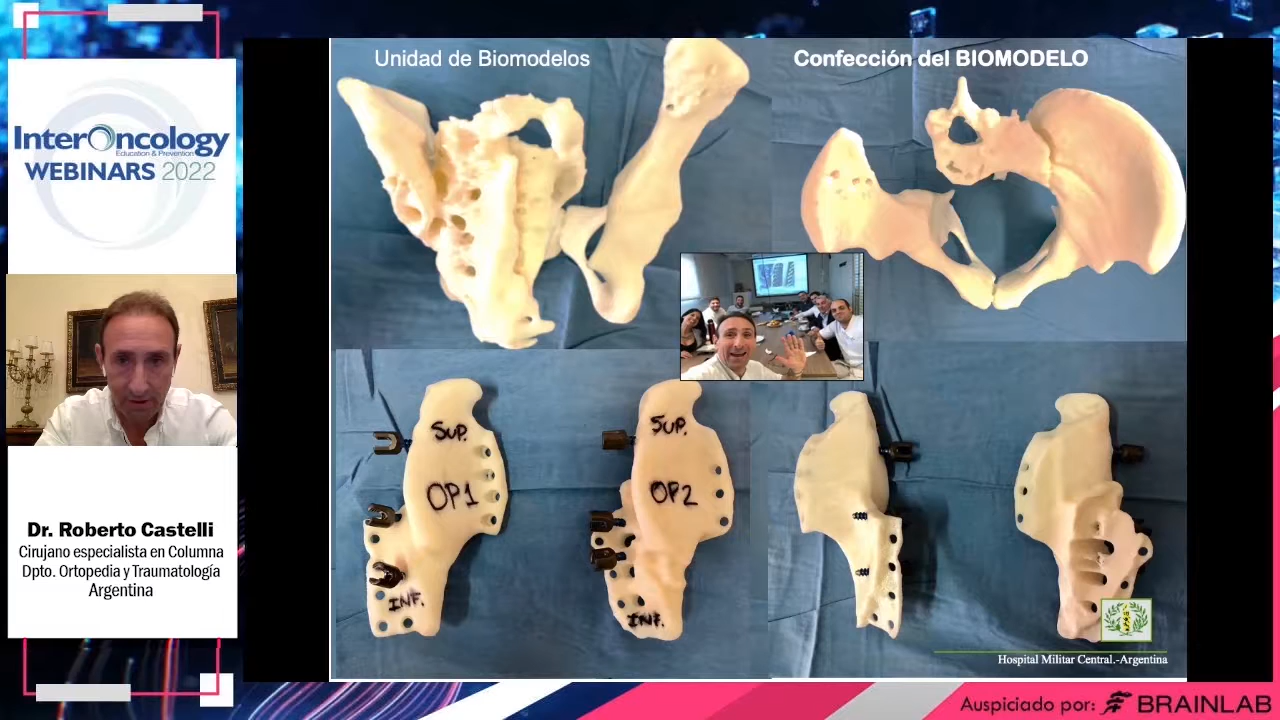 InterOncology
Education & Prevention
WEBINARS 2022
Dr. Roberto Castelli
Cirujano especialista en Columna
Dpto. Ortopedia y Traumatología
Argentina
Unidad de Biomodelos
Confección del BIOMODELO
SUP.
OP1
INF.
SUP.
OP2
INF.
Hospital Militar Central.-Argentina
Auspiciado por: BRAINLAB